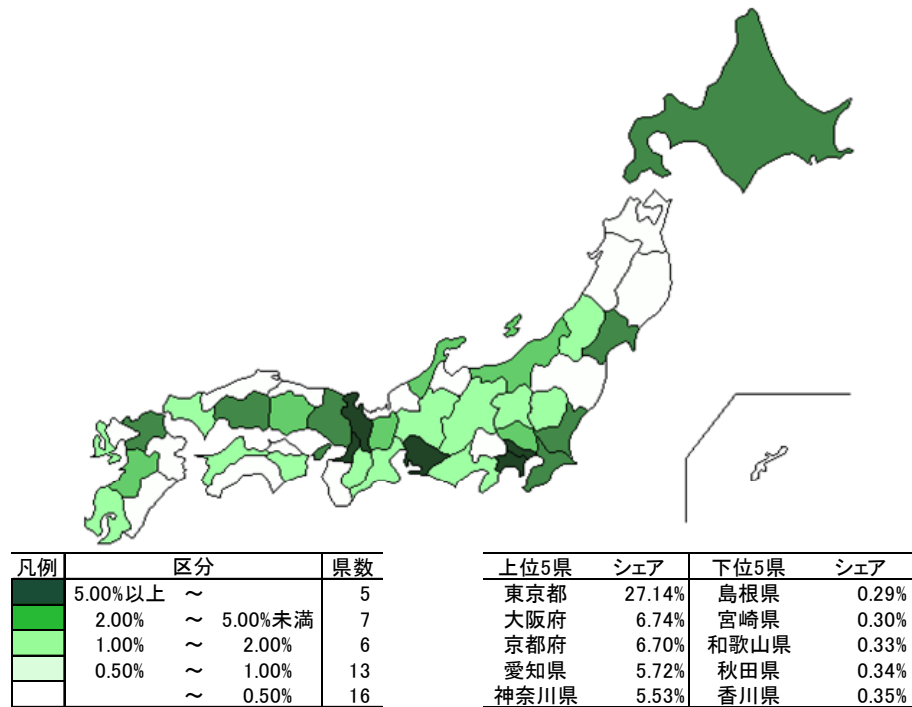 凡例 区分 県数
5.00%以上 ～ 5
2.00% ～ 5.00%未満 7
1.00% ～ 2.00% 6
0.50% ～ 1.00% 13
～ 0.50% 16
上位5県 シェア 下位5県 シェア
東京都 27.14% 島根県 0.29%
大阪府 6.74% 宮崎県 0.30%
京都府 6.70% 和歌山県 0.33%
愛知県 5.72% 秋田県 0.34%
神奈川県 5.53% 香川県 0.35%